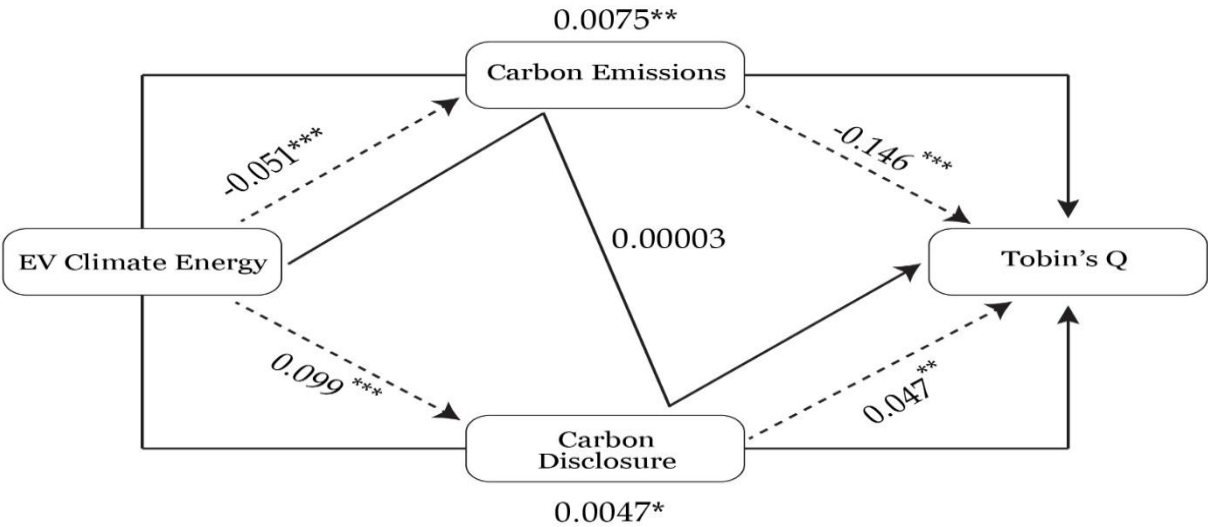 0.0075**
Carbon Emissions
-0.051***
-0.146 ***
0.00003
EV Climate Energy
Tobin’s Q
0.099 ***
0.047**
Carbon
Disclosure
0.0047*